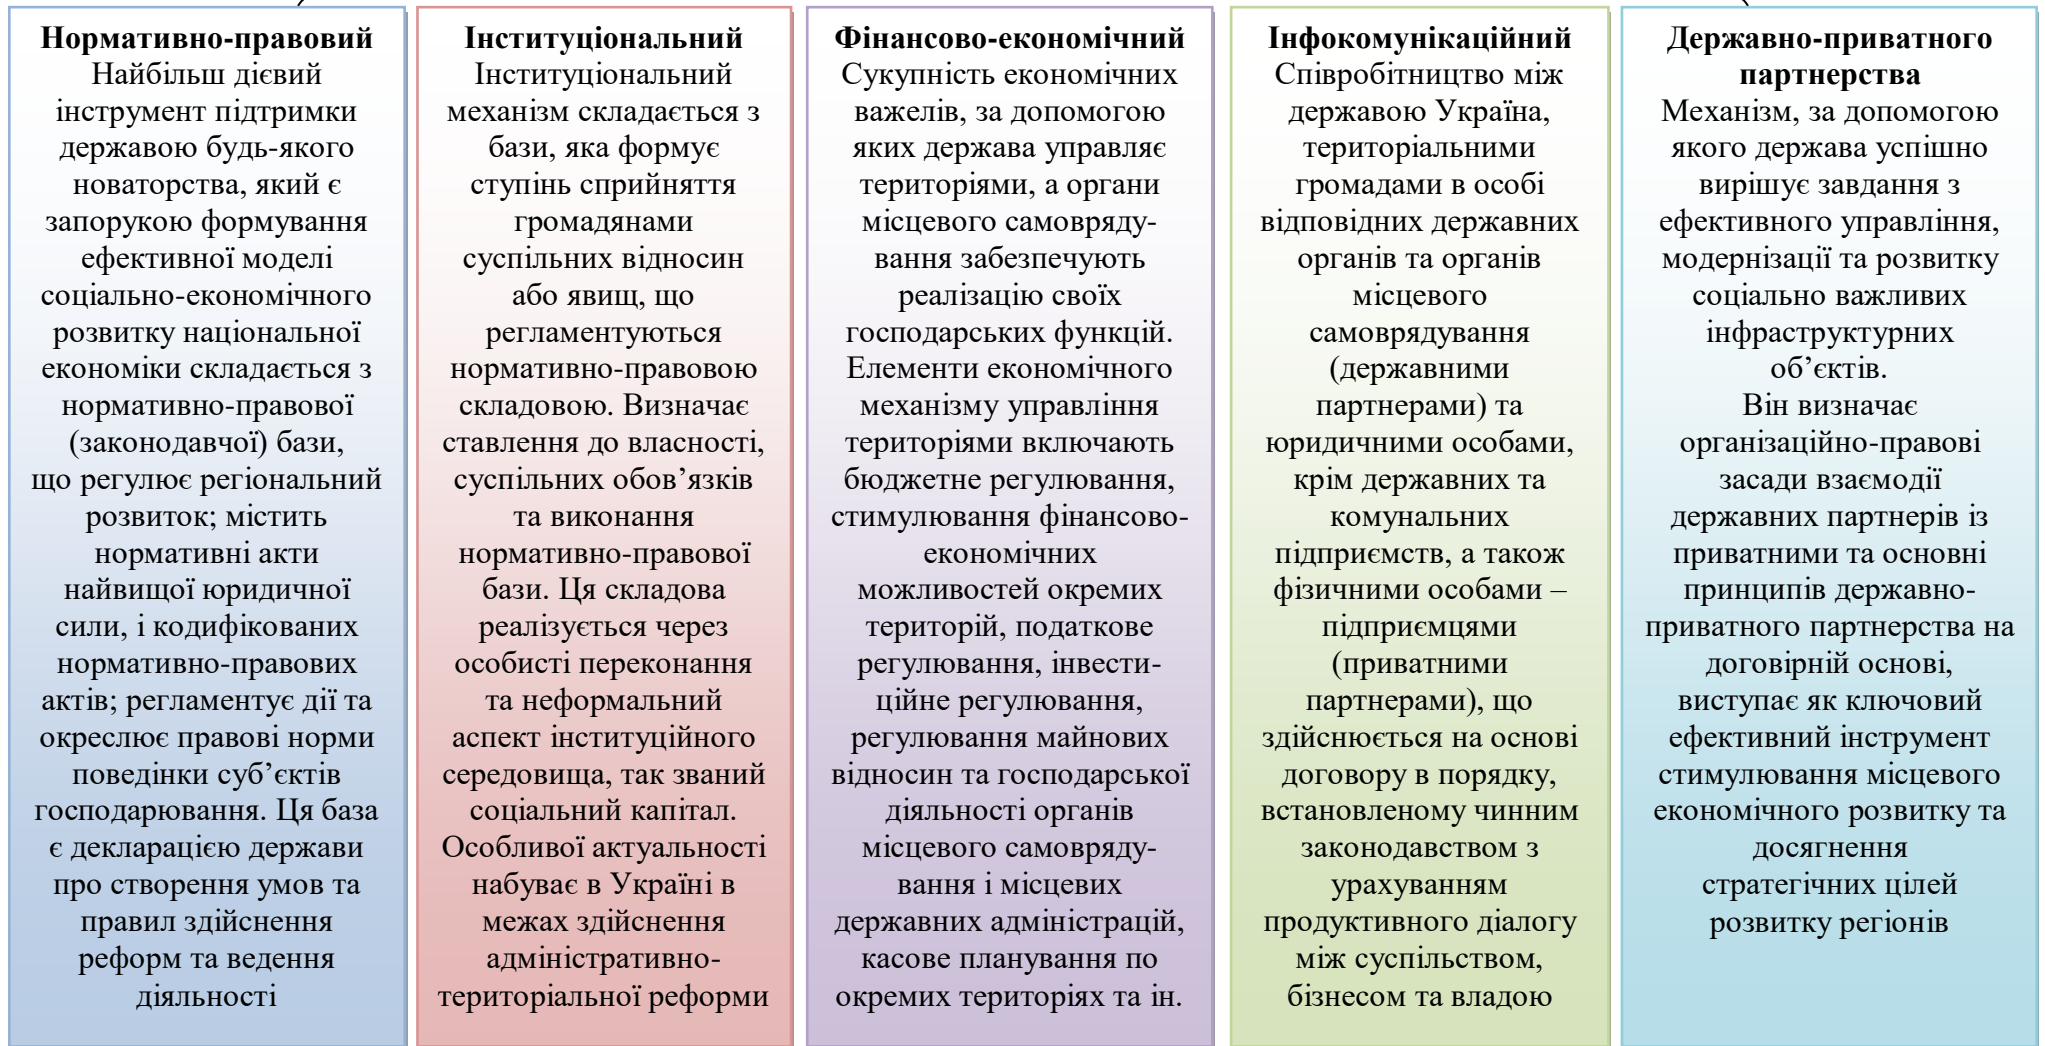 Нормативно-правовий
Найбільш дієвий
інструмент підтримки
державою будь-якого
новаторства, який є
запорукою формування
ефективної моделі
соціально-економічного
розвитку національної
економіки складається з
нормативно-правової
(законодавчої) бази,
що регулює регіональний
розвиток; містить
нормативні акти
найвищої юридичної
сили, і кодифікованих
нормативно-правових
актів; регламентує дії та
окреслює правові норми
поведінки суб’єктів
господарювання. Ця база
є декларацією держави
про створення умов та
правил здійснення
реформ та ведення
діяльності
Інституціональний
Інституціональний
механізм складається з
бази, яка формує
ступінь сприйняття
громадянами
суспільних відносин
або явищ, що
регламентуються
нормативно-правовою
складовою. Визначає
ставлення до власності,
суспільних обов’язків
та виконання
нормативно-правової
бази. Ця складова
реалізується через
особисті переконання
та неформальний
аспект інституційного
середовища, так званий
соціальний капітал.
Особливої актуальності
набуває в Україні в
межах здійснення
адміністративно-
територіальної реформи
Фінансово-економічний
Сукупність економічних
важелів, за допомогою
яких держава управляє
територіями, а органи
місцевого самовряду-
вання забезпечують
реалізацію своїх
господарських функцій.
Елементи економічного
механізму управління
територіями включають
бюджетне регулювання,
стимулювання фінансово-
економічних
можливостей окремих
територій, податкове
регулювання, інвести-
ційне регулювання,
регулювання майнових
відносин та господарської
діяльності органів
місцевого самовряду-
вання і місцевих
державних адміністрацій,
касове планування по
окремих територіях та ін.
Інфокомунікаційний
Співробітництво між
державою Україна,
територіальними
громадами в особі
відповідних державних
органів та органів
місцевого
самоврядування
(державними
партнерами) та
юридичними особами,
крім державних та
комунальних
підприємств, а також
фізичними особами –
підприємцями
(приватними
партнерами), що
здійснюється на основі
договору в порядку,
встановленому чинним
законодавством з
урахуванням
продуктивного діалогу
між суспільством,
бізнесом та владою
Державно-приватного
партнерства
Механізм, за допомогою
якого держава успішно
вирішує завдання з
ефективного управління,
модернізації та розвитку
соціально важливих
інфраструктурних
об’єктів.
Він визначає
організаційно-правові
засади взаємодії
державних партнерів із
приватними та основні
принципів державно-
приватного партнерства на
договірній основі,
виступає як ключовий
ефективний інструмент
стимулювання місцевого
економічного розвитку та
досягнення
стратегічних цілей
розвитку регіонів